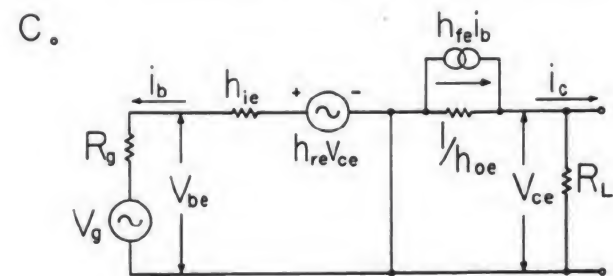 C.
h_fe i_b
i_b
h_ie
+
-
i_c
h_re V_ce
1/h_oe
R_g
V_be
V_ce
R_L
V_g